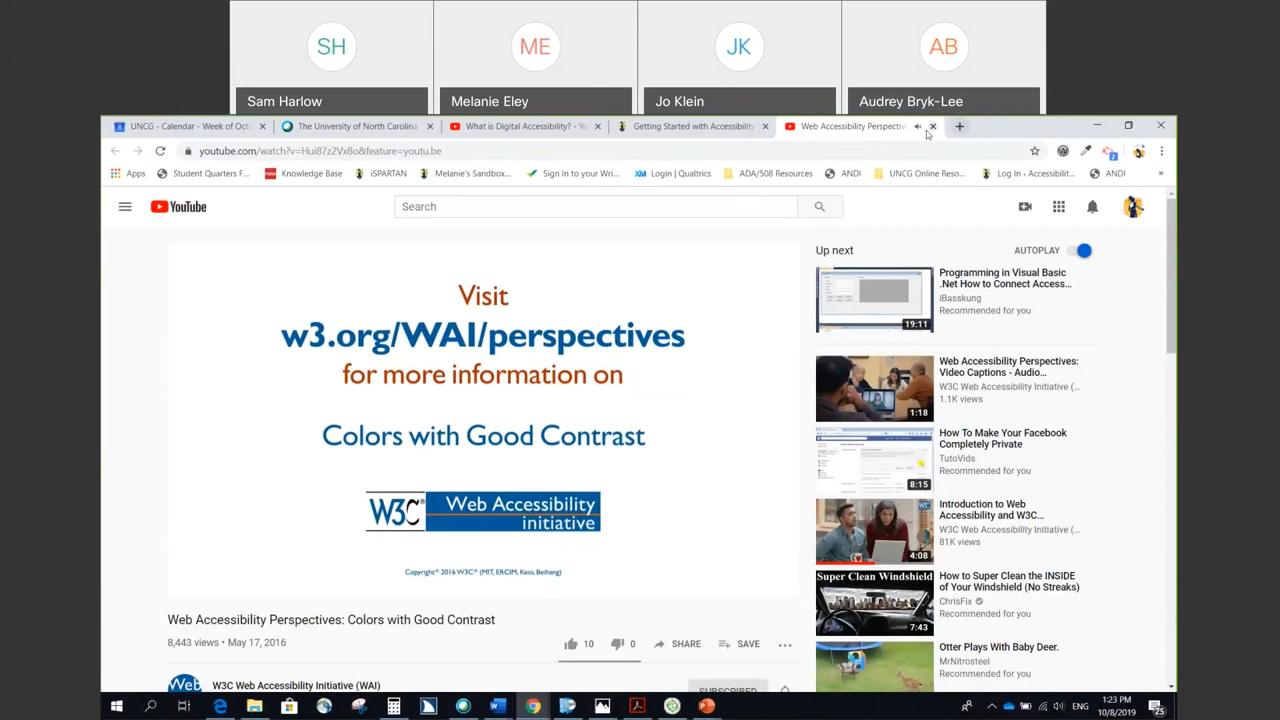 SH
ME
JK
AB
Sam Harlow
Melanie Eley
Jo Klein
Audrey Bryk-Lee
UNCG - Calendar - Week of Octo
The University of North Carolina
What is Digital Accessibility? - Yo
Getting Started with Accessibility
Web Accessibility Perspectiv
youtube.com/watch?v=Hui87z2Vx8o&feature=youtu.be
Apps
Student Quarters F...
Knowledge Base
iSPARTAN
Melanie's Sandbox...
Sign In to your Wri...
XM Login | Qualtrics
ADA/508 Resources
ANDI
UNCG Online Reso...
Log In ‹ Accessibilit...
ANDI
YouTube
Search
Visit
w3.org/WAI/perspectives
for more information on
Colors with Good Contrast
W3C® Web Accessibility
initiative
Copyright© 2016 W3C® (MIT, ERCIM, Keio, Beihang)
Web Accessibility Perspectives: Colors with Good Contrast
8,443 views • May 17, 2016
10
0
SHARE
SAVE
Web
W3C Web Accessibility Initiative (WAI)
SUBSCRIBED
Up next
AUTOPLAY
Programming in Visual Basic
.Net How to Connect Access...
iBasskung
Recommended for you
19:11
Web Accessibility Perspectives:
Video Captions - Audio...
W3C Web Accessibility Initiative (...
1.1K views
1:18
How To Make Your Facebook
Completely Private
TutoVids
Recommended for you
8:15
Introduction to Web
Accessibility and W3C...
W3C Web Accessibility Initiative (...
81K views
4:08
Super Clean Windshield
How to Super Clean the INSIDE
of Your Windshield (No Streaks)
ChrisFix
Recommended for you
7:43
Otter Plays With Baby Deer.
MrNitrosteel
Recommended for you
ENG
1:23 PM
10/8/2019
25